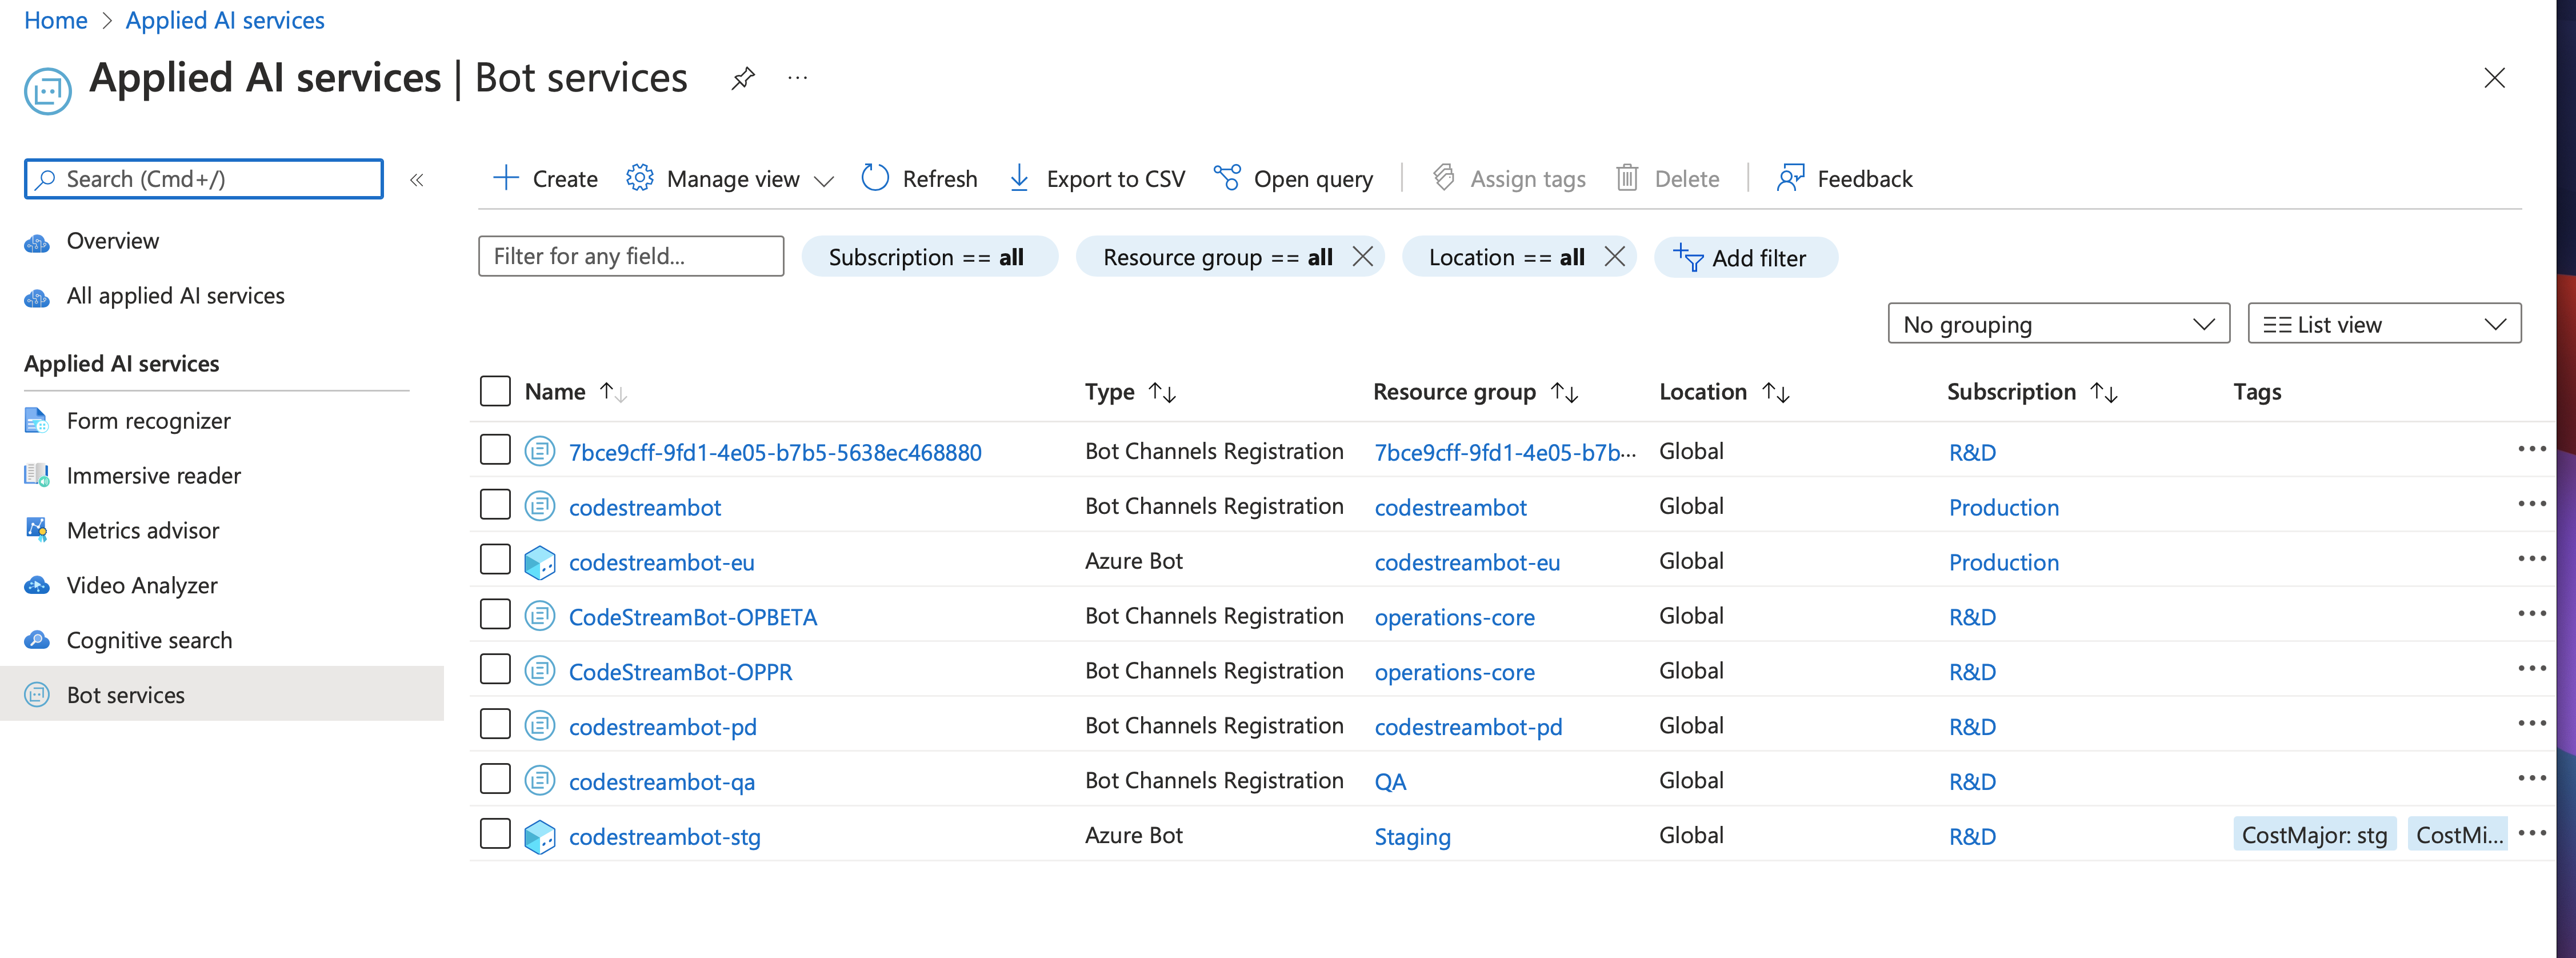 Home > Applied AI services
Applied AI services | Bot services ...
Search (Cmd+/) «
Overview
All applied AI services
Applied AI services
Form recognizer
Immersive reader
Metrics advisor
Video Analyzer
Cognitive search
Bot services
+ Create Manage view Refresh Export to CSV Open query | Assign tags Delete | Feedback
Filter for any field... Subscription == all Resource group == all Location == all Add filter
No grouping List view
Name Type Resource group Location Subscription Tags
7bce9cff-9fd1-4e05-b7b5-5638ec468880 Bot Channels Registration 7bce9cff-9fd1-4e05-b7b... Global R&D
codestreambot Bot Channels Registration codestreambot Global Production
codestreambot-eu Azure Bot codestreambot-eu Global Production
CodeStreamBot-OPBETA Bot Channels Registration operations-core Global R&D
CodeStreamBot-OPPR Bot Channels Registration operations-core Global R&D
codestreambot-pd Bot Channels Registration codestreambot-pd Global R&D
codestreambot-qa Bot Channels Registration QA Global R&D
codestreambot-stg Azure Bot Staging Global R&D CostMajor: stg CostMi...